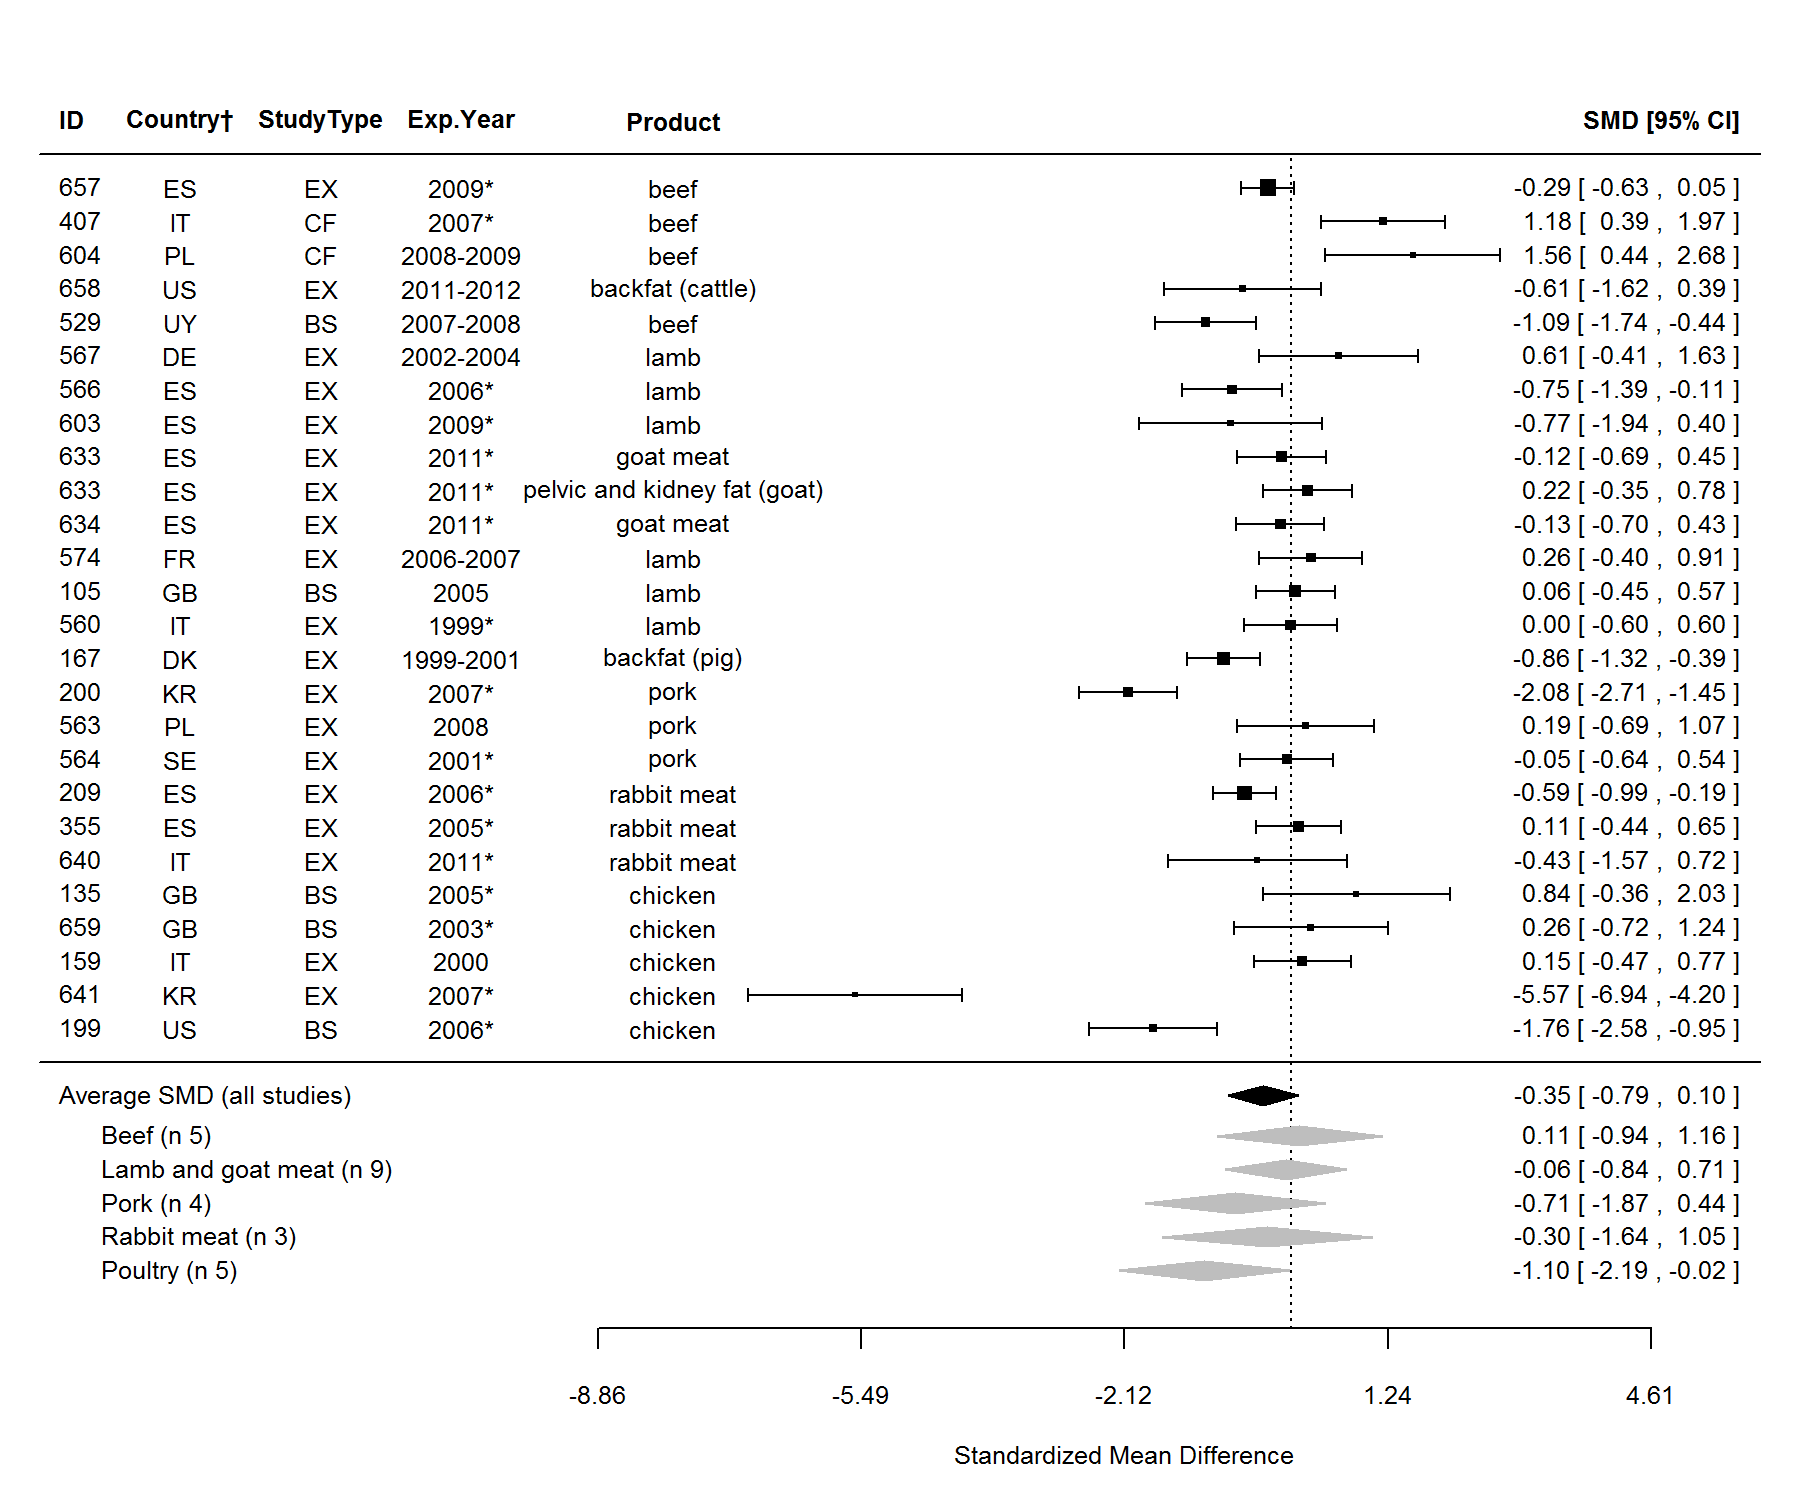 ID Country† StudyType Exp.Year Product SMD [95% CI]
657 ES EX 2009* beef -0.29 [ -0.63 , 0.05 ]
407 IT CF 2007* beef 1.18 [ 0.39 , 1.97 ]
604 PL CF 2008-2009 beef 1.56 [ 0.44 , 2.68 ]
658 US EX 2011-2012 backfat (cattle) -0.61 [ -1.62 , 0.39 ]
529 UY BS 2007-2008 beef -1.09 [ -1.74 , -0.44 ]
567 DE EX 2002-2004 lamb 0.61 [ -0.41 , 1.63 ]
566 ES EX 2006* lamb -0.75 [ -1.39 , -0.11 ]
603 ES EX 2009* lamb -0.77 [ -1.94 , 0.40 ]
633 ES EX 2011* goat meat -0.12 [ -0.69 , 0.45 ]
633 ES EX 2011* pelvic and kidney fat (goat) 0.22 [ -0.35 , 0.78 ]
634 ES EX 2011* goat meat -0.13 [ -0.70 , 0.43 ]
574 FR EX 2006-2007 lamb 0.26 [ -0.40 , 0.91 ]
105 GB BS 2005 lamb 0.06 [ -0.45 , 0.57 ]
560 IT EX 1999* lamb 0.00 [ -0.60 , 0.60 ]
167 DK EX 1999-2001 backfat (pig) -0.86 [ -1.32 , -0.39 ]
200 KR EX 2007* pork -2.08 [ -2.71 , -1.45 ]
563 PL EX 2008 pork 0.19 [ -0.69 , 1.07 ]
564 SE EX 2001* pork -0.05 [ -0.64 , 0.54 ]
209 ES EX 2006* rabbit meat -0.59 [ -0.99 , -0.19 ]
355 ES EX 2005* rabbit meat 0.11 [ -0.44 , 0.65 ]
640 IT EX 2011* rabbit meat -0.43 [ -1.57 , 0.72 ]
135 GB BS 2005* chicken 0.84 [ -0.36 , 2.03 ]
659 GB BS 2003* chicken 0.26 [ -0.72 , 1.24 ]
159 IT EX 2000 chicken 0.15 [ -0.47 , 0.77 ]
641 KR EX 2007* chicken -5.57 [ -6.94 , -4.20 ]
199 US BS 2006* chicken -1.76 [ -2.58 , -0.95 ]
Average SMD (all studies) -0.35 [ -0.79 , 0.10 ]
Beef (n 5) 0.11 [ -0.94 , 1.16 ]
Lamb and goat meat (n 9) -0.06 [ -0.84 , 0.71 ]
Pork (n 4) -0.71 [ -1.87 , 0.44 ]
Rabbit meat (n 3) -0.30 [ -1.64 , 1.05 ]
Poultry (n 5) -1.10 [ -2.19 , -0.02 ]
-8.86 -5.49 -2.12 1.24 4.61
Standardized Mean Difference